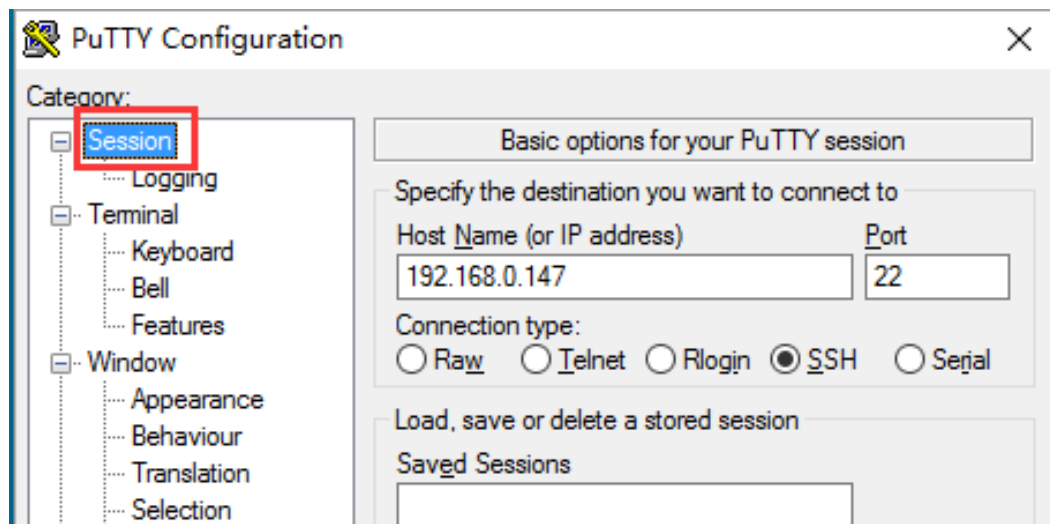 PuTTY Configuration
Category:
Session
Logging
Terminal
Keyboard
Bell
Features
Window
Appearance
Behaviour
Translation
Selection
Basic options for your PuTTY session
Specify the destination you want to connect to
Host Name (or IP address) Port
192.168.0.147 22
Connection type:
Raw Telnet Rlogin SSH Serial
Load, save or delete a stored session
Saved Sessions